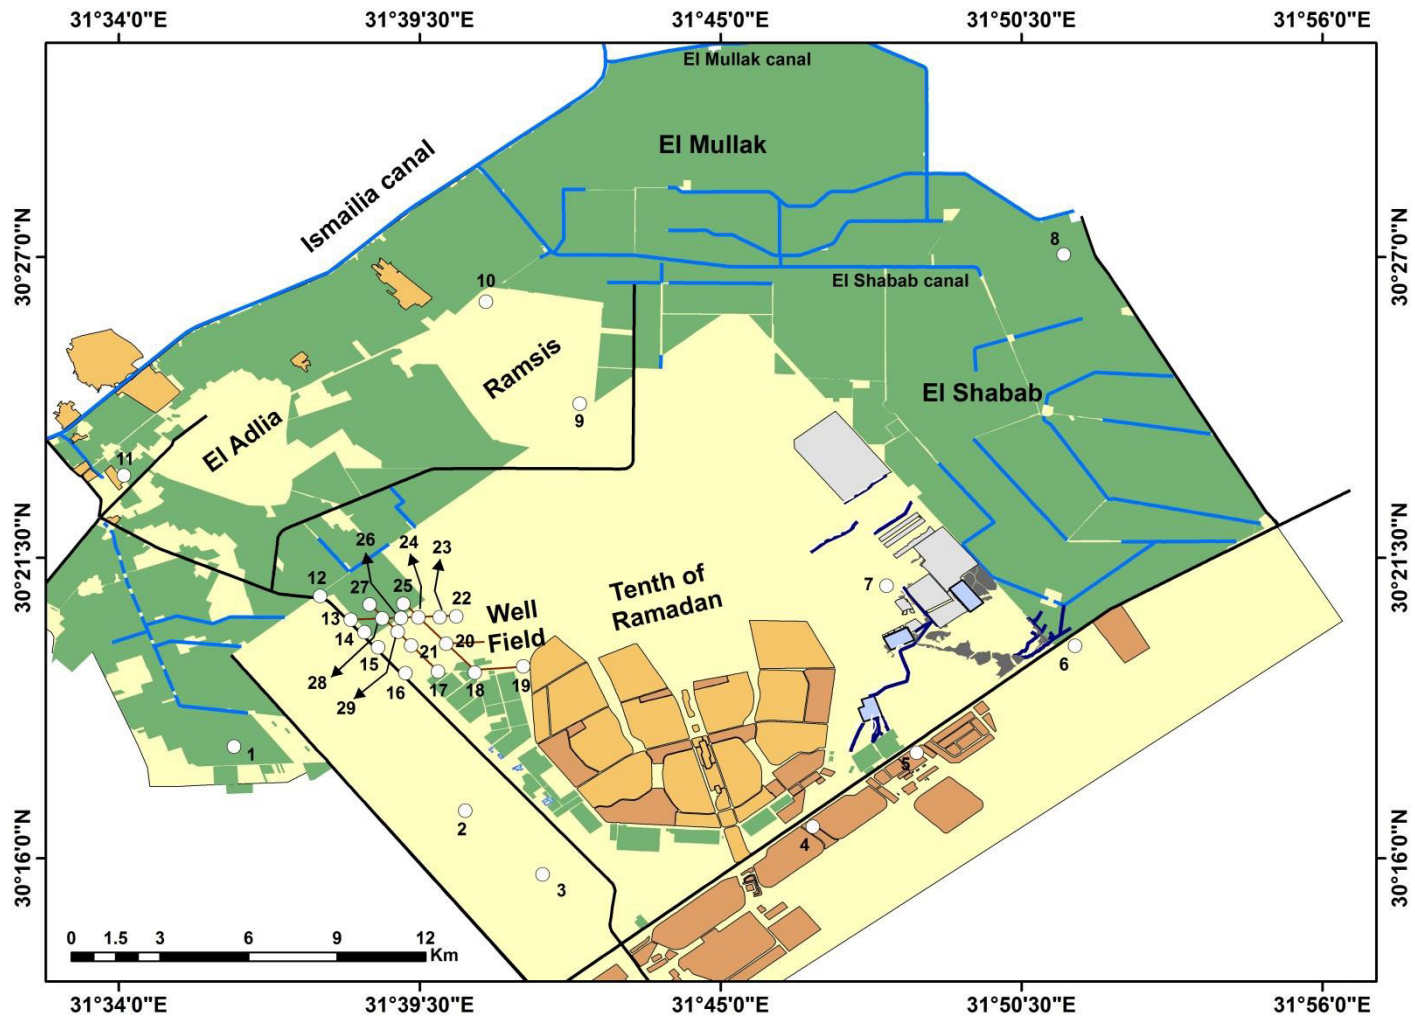 31°34'0"E
31°39'30"E
31°45'0"E
31°50'30"E
31°56'0"E
El Mullak canal
El Mullak
Ismailia canal
30°27'0"N
30°27'0"N
8
El Shabab canal
10
Ramsis
El Shabab
9
El Adlia
11
30°21'30"N
30°21'30"N
26
24
23
12
27
25
22
Well
Field
Tenth of
Ramadan
7
13
14
20
15
21
28
16
17
18
19
29
6
1
5
2
4
3
30°16'0"N
30°16'0"N
0
1.5
3
6
9
12
Km
31°34'0"E
31°39'30"E
31°45'0"E
31°50'30"E
31°56'0"E